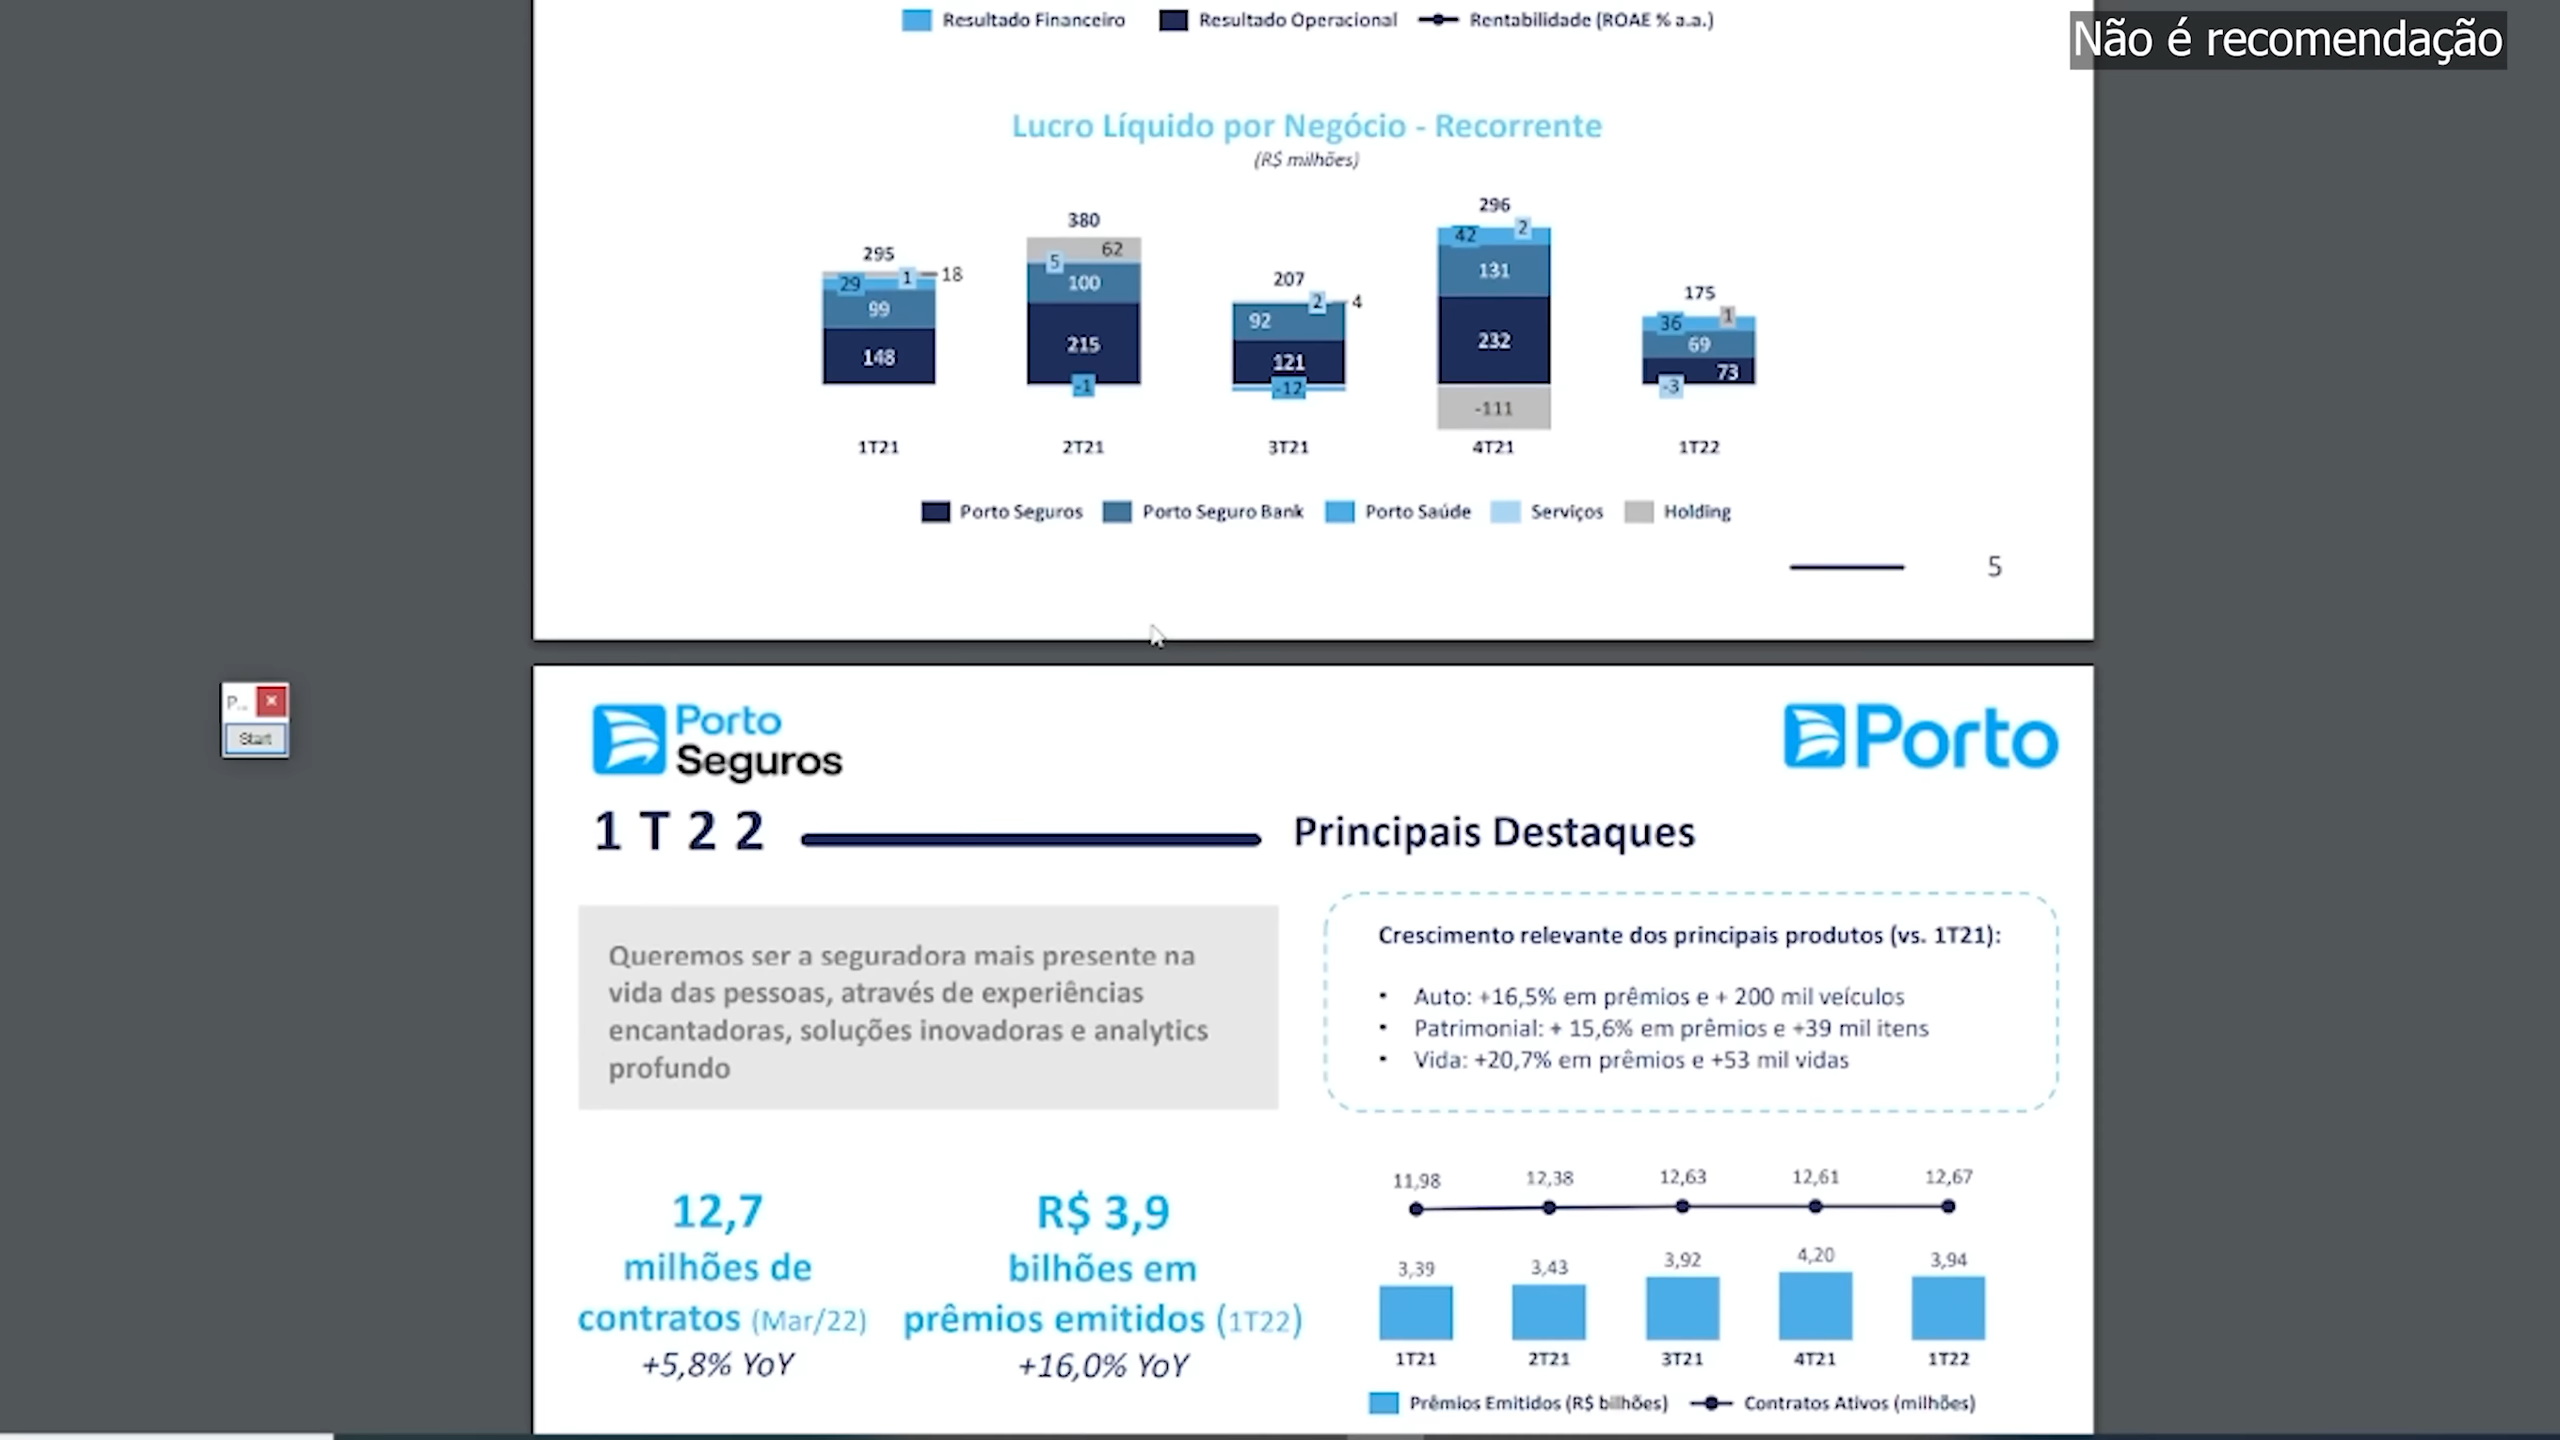 Resultado Financeiro Resultado Operacional Rentabilidade (ROAE % a.a.)
Não é recomendação
Lucro Líquido por Negócio - Recorrente
(R$ milhões)
295 380 207 296 175
29 1 18
99
148
62
5
100
215
-1
2 4
92
121
-12
42 2
131
232
-111
36 1
69
73
-3
1T21 2T21 3T21 4T21 1T22
Porto Seguros Porto Seguro Bank Porto Saúde Serviços Holding
5
P...
Start
Porto
Seguros
Porto
1T22
Principais Destaques
Queremos ser a seguradora mais presente na
vida das pessoas, através de experiências
encantadoras, soluções inovadoras e analytics
profundo
Crescimento relevante dos principais produtos (vs. 1T21):
• Auto: +16,5% em prêmios e + 200 mil veículos
• Patrimonial: + 15,6% em prêmios e +39 mil itens
• Vida: +20,7% em prêmios e +53 mil vidas
12,7
milhões de
contratos (Mar/22)
+5,8% YoY
R$ 3,9
bilhões em
prêmios emitidos (1T22)
+16,0% YoY
11,98 12,38 12,63 12,61 12,67
3,39 3,43 3,92 4,20 3,94
1T21 2T21 3T21 4T21 1T22
Prêmios Emitidos (R$ bilhões) Contratos Ativos (milhões)